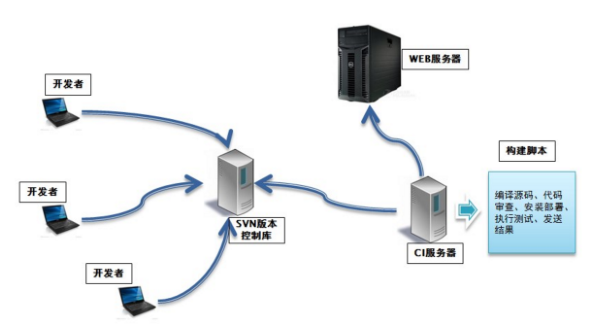 WEB服务器
开发者
构建脚本
开发者
编译源码、代码
审查、安装部署、
执行测试、发送
结果
SVN版本
控制库
CI服务器
开发者